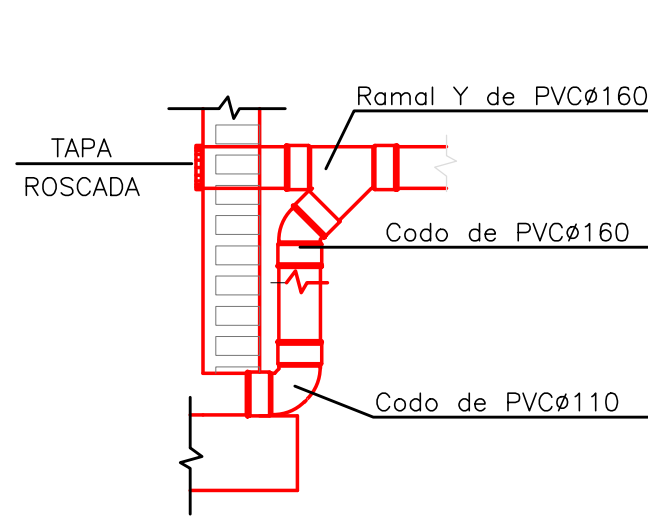 Ramal Y de PVCø160
TAPA
ROSCADA
Codo de PVCø160
Codo de PVCø110